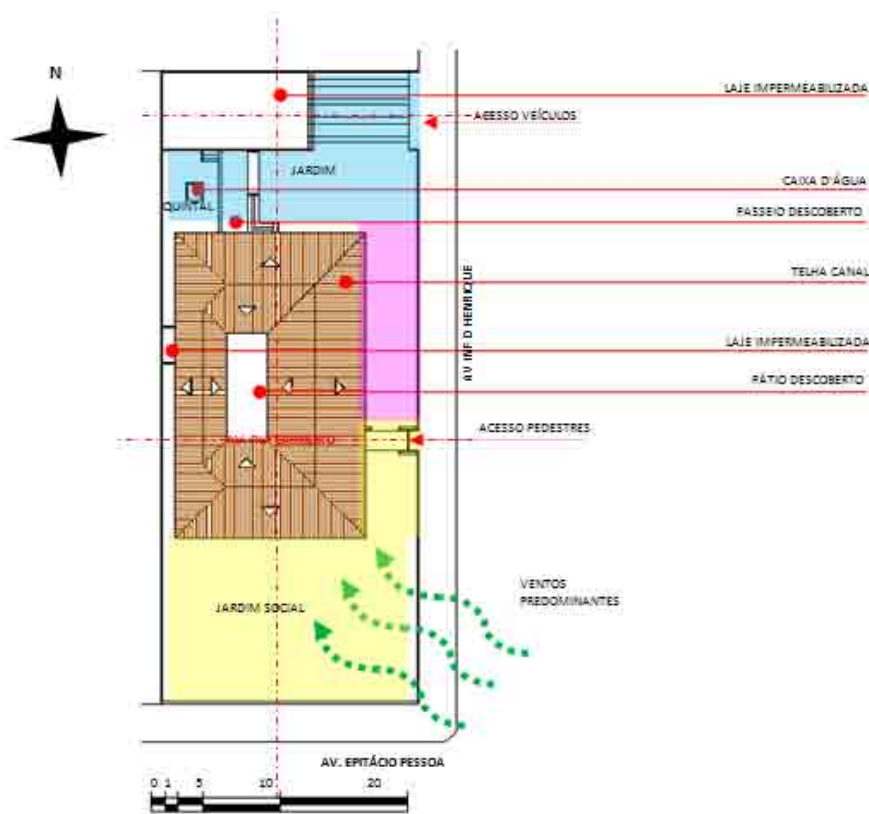 N
LAJE IMPERMEABILIZADA
ACESSO VEÍCULOS
JARDIM
CAIXA D'ÁGUA
QUINTAL
PASSEIO DESCOBERTO
TELHA CANAL
AV INF D HENRIQUE
LAJE IMPERMEABILIZADA
PÁTIO DESCOBERTO
ACESSO PEDESTRES
VENTOS
PREDOMINANTES
JARDIM SOCIAL
AV. EPITÁCIO PESSOA
0 1 5 10 20